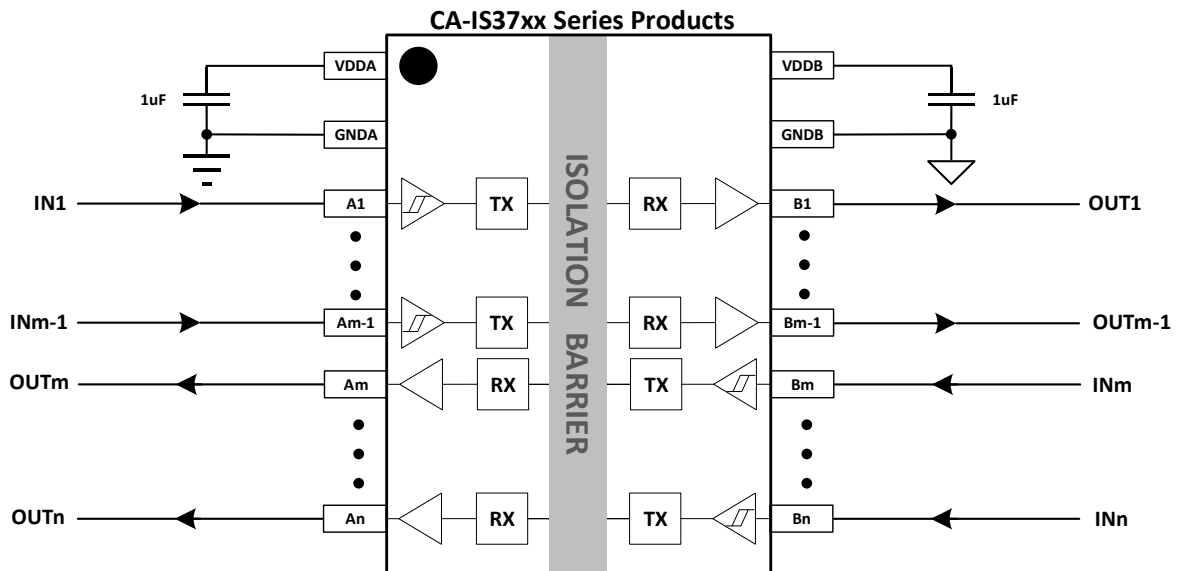 CA-IS37xx Series Products
VDDA
VDDB
1uF
1uF
GNDA
GNDB
ISOLATION BARRIER
IN1
A1
TX
RX
B1
OUT1
INm-1
Am-1
TX
RX
Bm-1
OUTm-1
OUTm
Am
RX
TX
Bm
INm
OUTn
An
RX
TX
Bn
INn